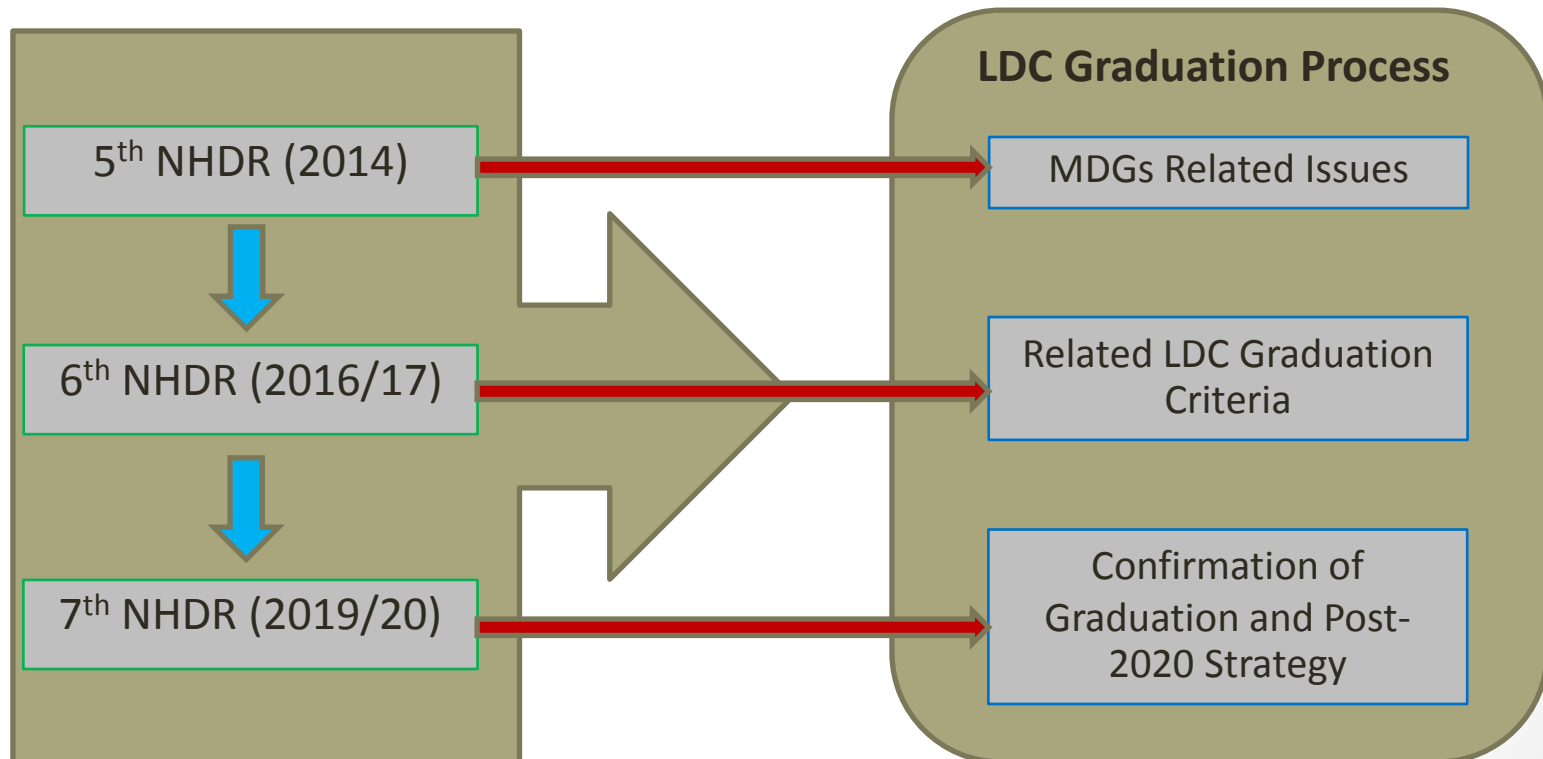 LDC Graduation Process
5th NHDR (2014)
MDGs Related Issues
6th NHDR (2016/17)
Related LDC Graduation
Criteria
7th NHDR (2019/20)
Confirmation of
Graduation and Post-
2020 Strategy